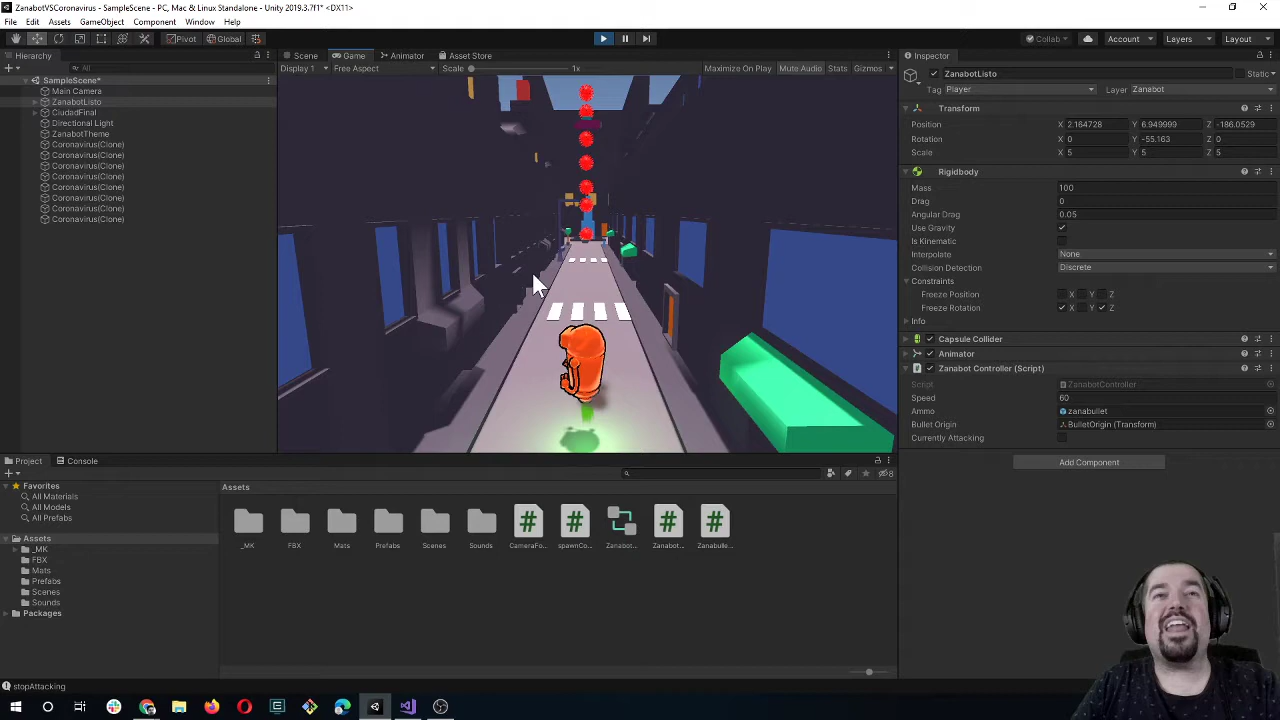 ZanabotVSCoronavirus - SampleScene - PC, Mac & Linux Standalone - Unity 2019.3.7f1* <DX11>
File Edit Assets GameObject Component Window Help
Pivot Global Collab Account Layers Layout
Hierarchy
All
SampleScene*
Main Camera
ZanabotListo
CiudadFinal
Directional Light
ZanabotTheme
Coronavirus(Clone)
Coronavirus(Clone)
Coronavirus(Clone)
Coronavirus(Clone)
Coronavirus(Clone)
Coronavirus(Clone)
Coronavirus(Clone)
Coronavirus(Clone)
Scene Game Animator Asset Store
Display 1 Free Aspect Scale 1x Maximize On Play Mute Audio Stats Gizmos
Inspector
ZanabotListo Static
Tag Player Layer Zanabot
Transform
Position X 2.164728 Y 6.949999 Z -186.0529
Rotation X 0 Y -55.163 Z 0
Scale X 5 Y 5 Z 5
Rigidbody
Mass 100
Drag 0
Angular Drag 0.05
Use Gravity
Is Kinematic
Interpolate None
Collision Detection Discrete
Constraints
Freeze Position X Y Z
Freeze Rotation X Y Z
Info
Capsule Collider
Animator
Zanabot Controller (Script)
Script ZanabotController
Speed 60
Ammo zanabullet
Bullet Origin BulletOrigin (Transform)
Currently Attacking
Add Component
Project Console
8
Favorites
All Materials
All Models
All Prefabs
Assets
_MK
FBX
Mats
Prefabs
Scenes
Sounds
Packages
Assets
_MK FBX Mats Prefabs Scenes Sounds CameraFo... spawnCo... Zanabot... Zanabot... Zanabulle...
stopAttacking